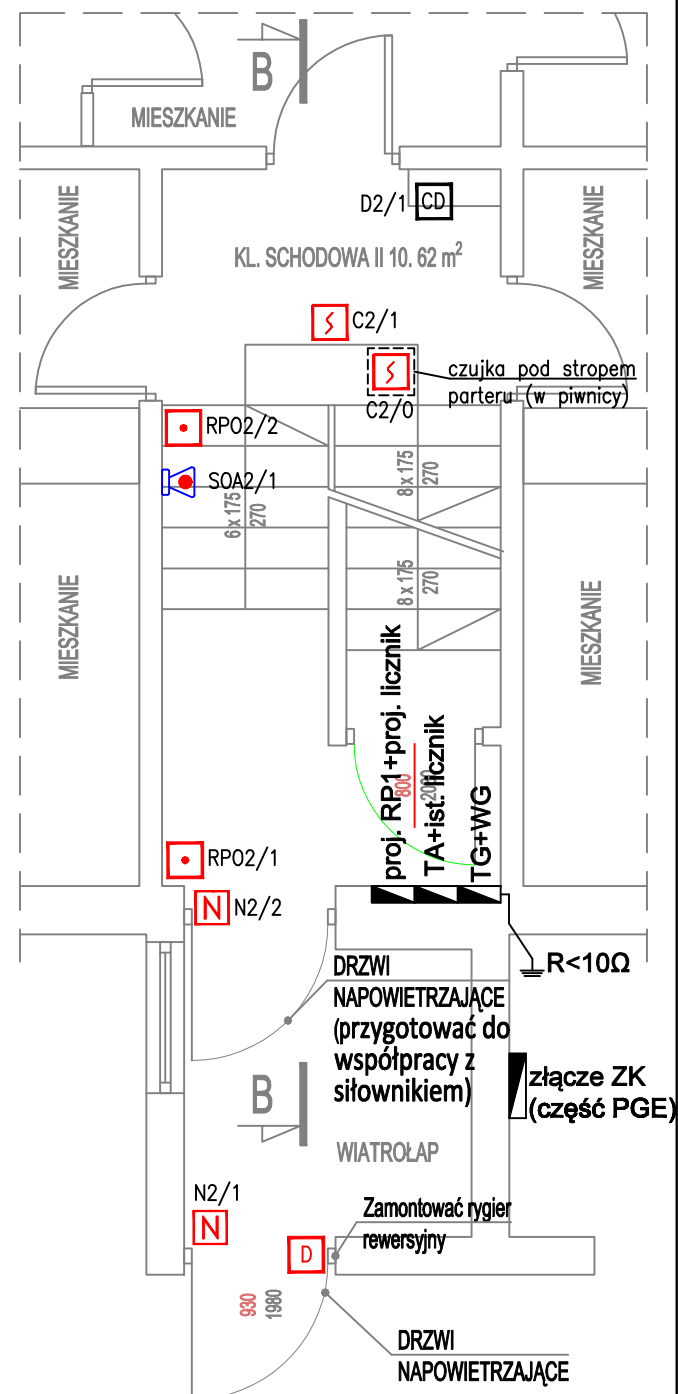 B
MIESZKANIE
MIESZKANIE
MIESZKANIE
D2/1 CD
KL. SCHODOWA II 10. 62 m²
C2/1
czujka pod stropem
parteru (w piwnicy)
C2/0
RPO2/2
SOA2/1
6 x 175
270
8 x 175
270
8 x 175
270
MIESZKANIE
MIESZKANIE
proj. RP1+proj. licznik
TA+ist. licznik
TG+WG
800
RPO2/1
N N2/2
R<10Ω
DRZWI
NAPOWIETRZAJĄCE
(przygotować do
współpracy z
siłownikiem)
złącze ZK
(część PGE)
B
WIATROŁAP
N2/1
N
Zamontować rygier
rewersyjny
D
930
1980
DRZWI
NAPOWIETRZAJĄCE